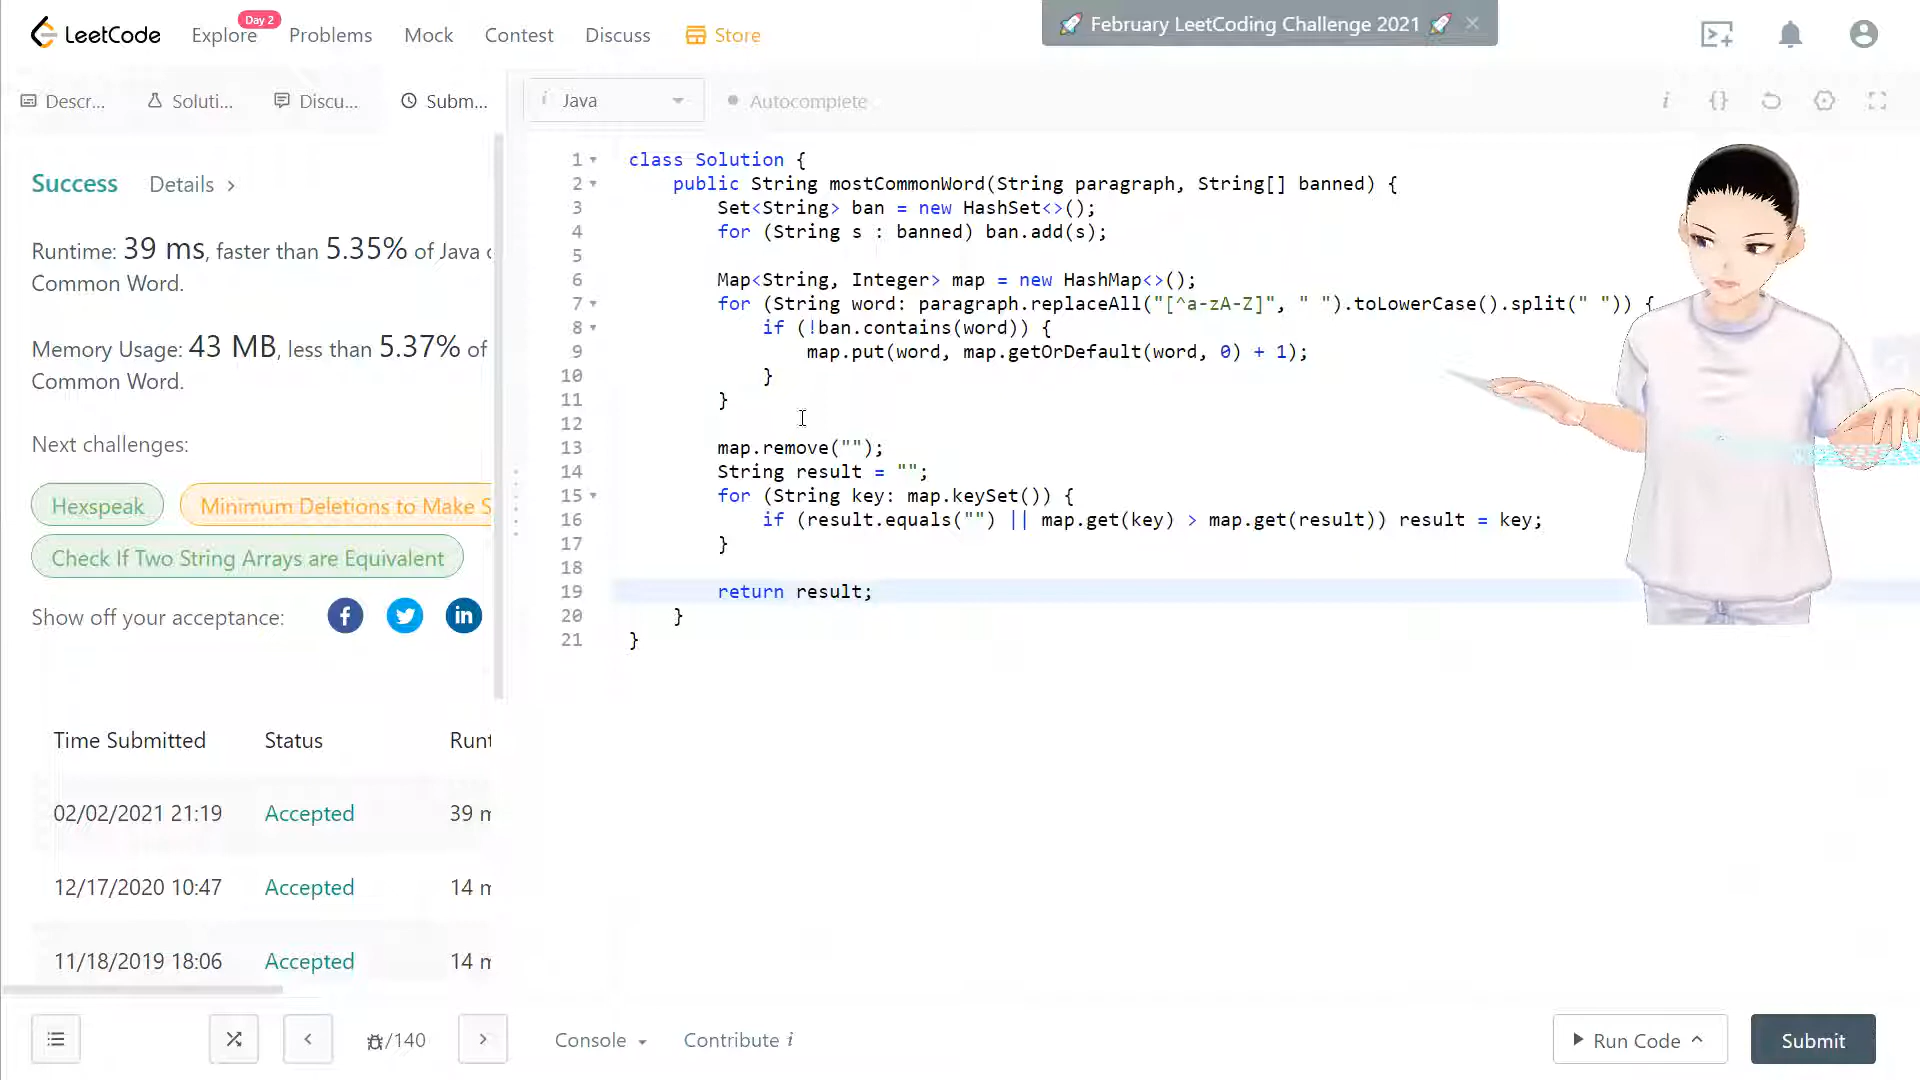 LeetCode
Explore
Day 2
Problems
Mock
Contest
Discuss
Store
🚀 February LeetCoding Challenge 2021 🚀 ×
Descr...
Soluti...
Discu...
Subm...
i Java
Autocomplete
i {}
Success
Details >
Runtime: 39 ms, faster than 5.35% of Java
Common Word.
Memory Usage: 43 MB, less than 5.37% of
Common Word.
Next challenges:
Hexspeak
Minimum Deletions to Make S
Check If Two String Arrays are Equivalent
Show off your acceptance:
Time Submitted Status Runt
02/02/2021 21:19 Accepted 39 m
12/17/2020 10:47 Accepted 14 m
11/18/2019 18:06 Accepted 14 m
1 class Solution {
2 public String mostCommonWord(String paragraph, String[] banned) {
3 Set<String> ban = new HashSet<>();
4 for (String s : banned) ban.add(s);
5
6 Map<String, Integer> map = new HashMap<>();
7 for (String word: paragraph.replaceAll("[^a-zA-Z]", " ").toLowerCase().split(" ")) {
8 if (!ban.contains(word)) {
9 map.put(word, map.getOrDefault(word, 0) + 1);
10 }
11 }
12
13 map.remove("");
14 String result = "";
15 for (String key: map.keySet()) {
16 if (result.equals("") || map.get(key) > map.get(result)) result = key;
17 }
18
19 return result;
20 }
21 }
/140
Console
Contribute i
Run Code
Submit